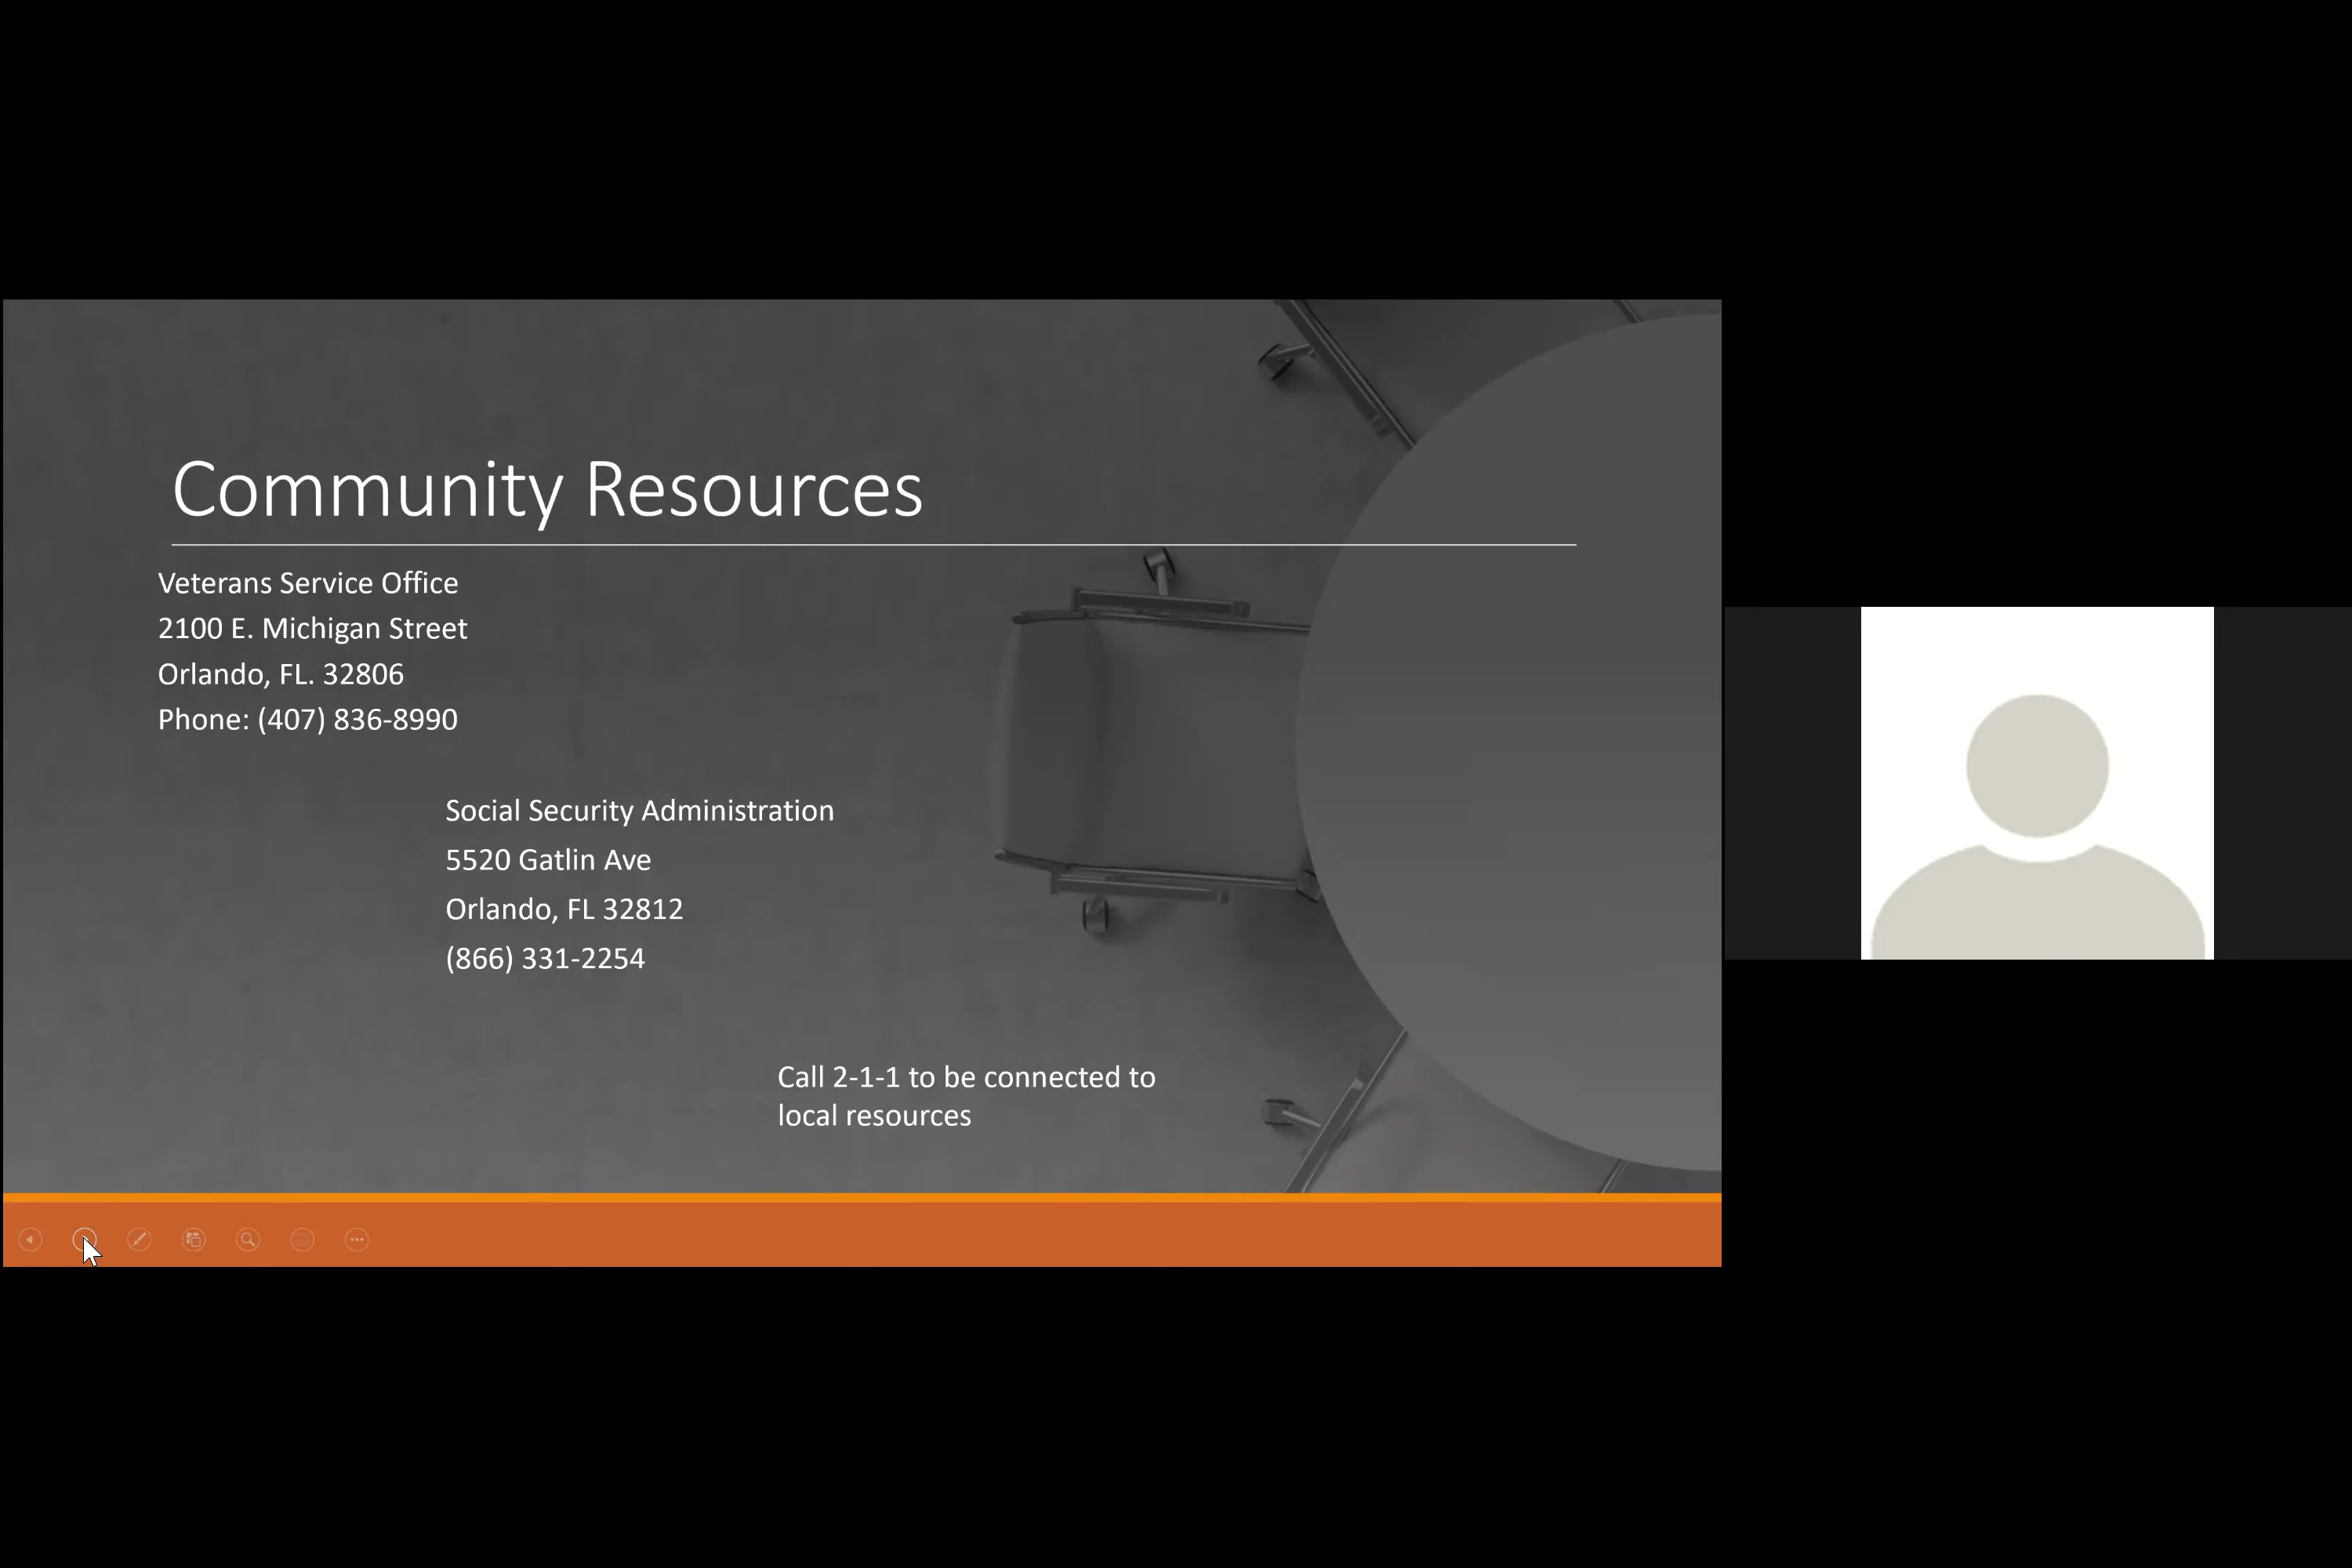 Community Resources
Veterans Service Office
2100 E. Michigan Street
Orlando, FL. 32806
Phone: (407) 836-8990
Social Security Administration
5520 Gatlin Ave
Orlando, FL 32812
(866) 331-2254
Call 2-1-1 to be connected to
local resources